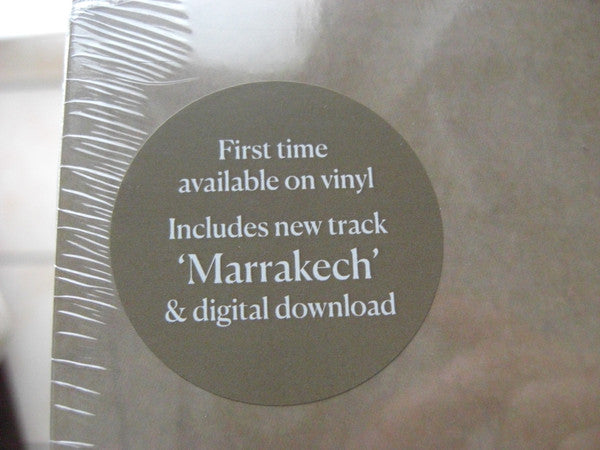 First time
available on vinyl
Includes new track
‘Marrakech’
& digital download